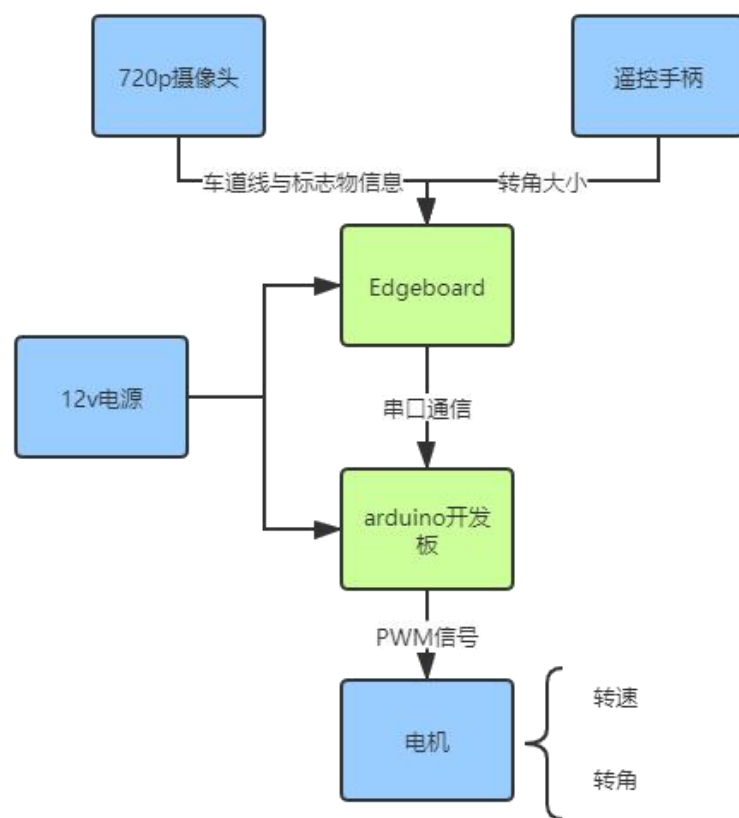 720p摄像头
遥控手柄
车道线与标志物信息
转角大小
Edgeboard
12v电源
串口通信
arduino开发
板
PWM信号
电机
转速
转角